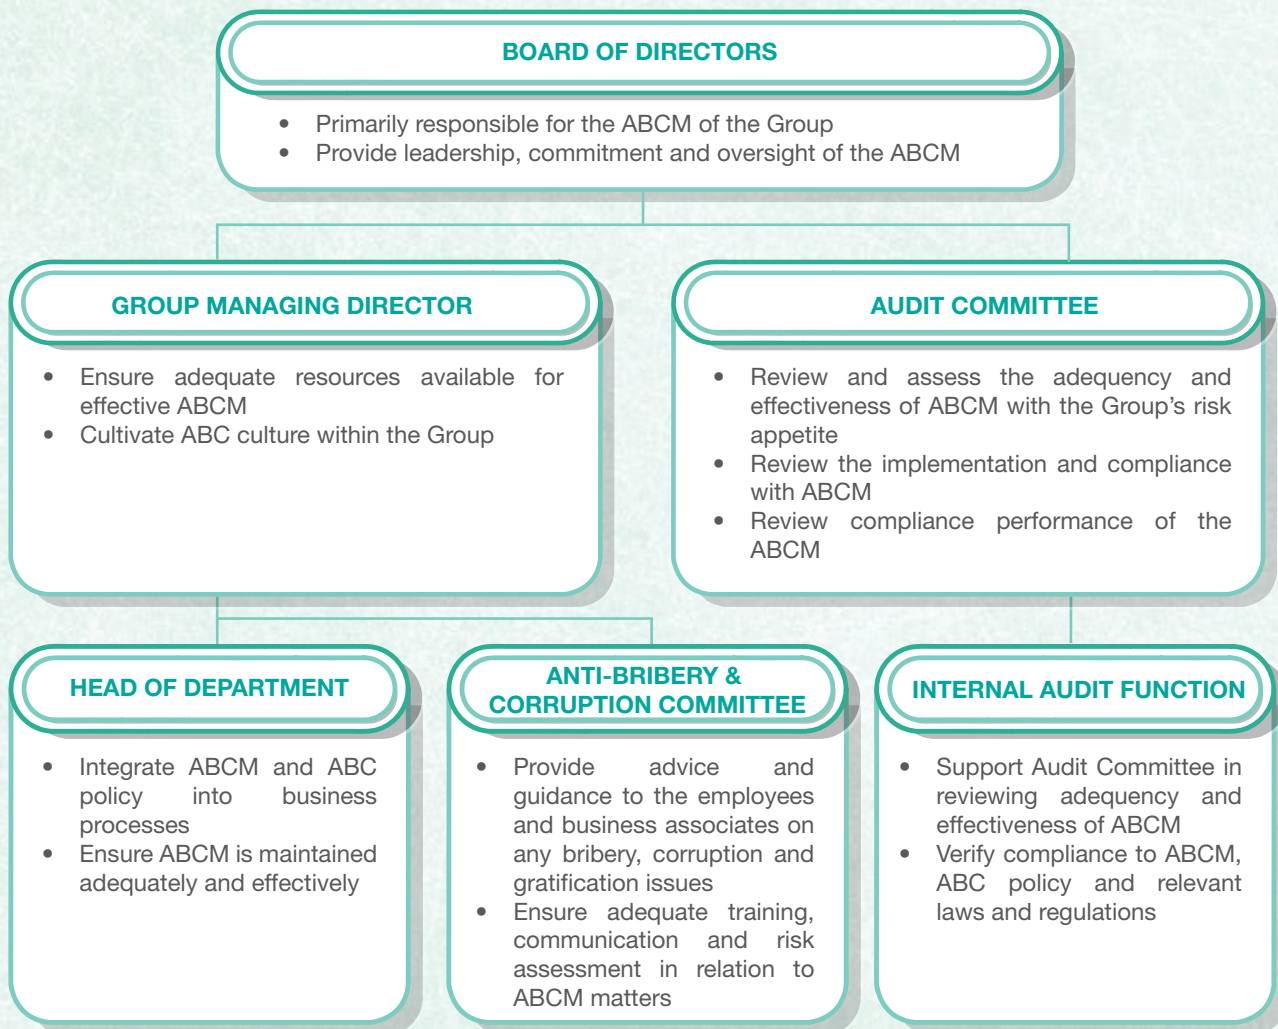 BOARD OF DIRECTORS
• Primarily responsible for the ABCM of the Group
• Provide leadership, commitment and oversight of the ABCM
GROUP MANAGING DIRECTOR
• Ensure adequate resources available for
effective ABCM
• Cultivate ABC culture within the Group
AUDIT COMMITTEE
• Review and assess the adequency and
effectiveness of ABCM with the Group's risk
appetite
• Review the implementation and compliance
with ABCM
• Review compliance performance of the
ABCM
HEAD OF DEPARTMENT
• Integrate ABCM and ABC
policy into business
processes
• Ensure ABCM is maintained
adequately and effectively
ANTI-BRIBERY &
CORRUPTION COMMITTEE
• Provide advice and
guidance to the employees
and business associates on
any bribery, corruption and
gratification issues
• Ensure adequate training,
communication and risk
assessment in relation to
ABCM matters
INTERNAL AUDIT FUNCTION
• Support Audit Committee in
reviewing adequency and
effectiveness of ABCM
• Verify compliance to ABCM,
ABC policy and relevant
laws and regulations